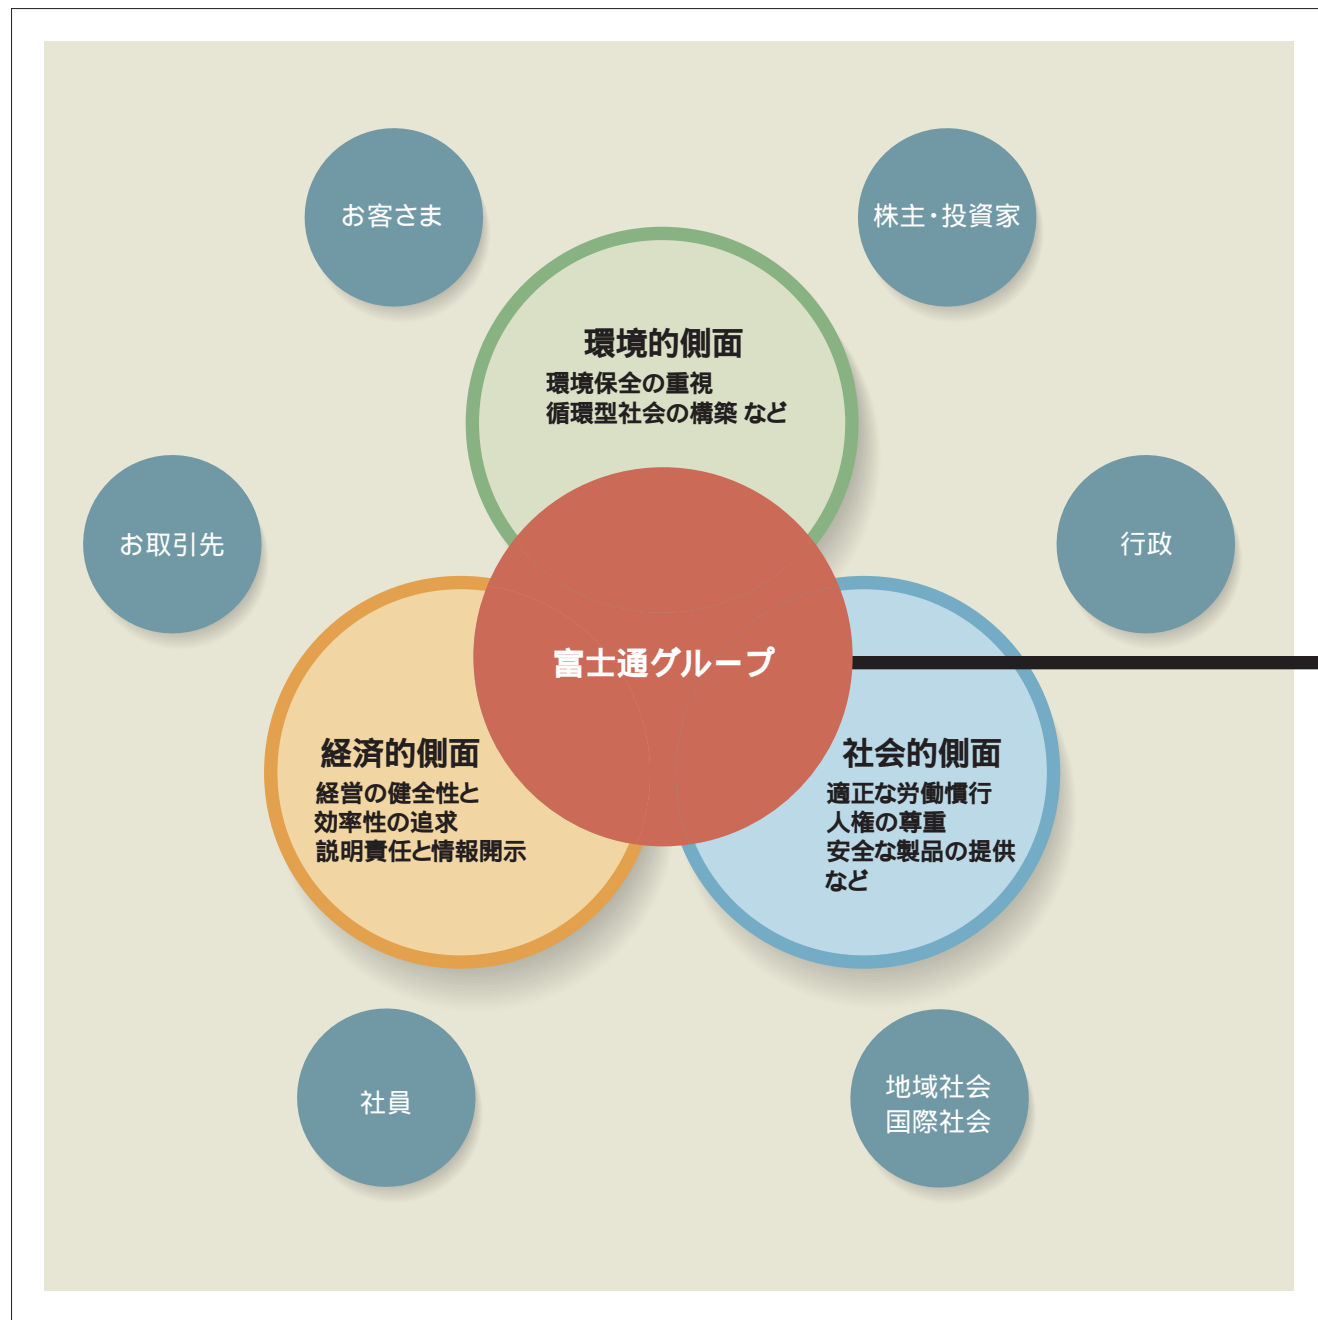 お客さま
株主・投資家
環境的側面
環境保全の重視
循環型社会の構築 など
お取引先
行政
富士通グループ
経済的側面
経営の健全性と
効率性の追求
説明責任と情報開示
社会的側面
適正な労働慣行
人権の尊重
安全な製品の提供
など
社員
地域社会
国際社会